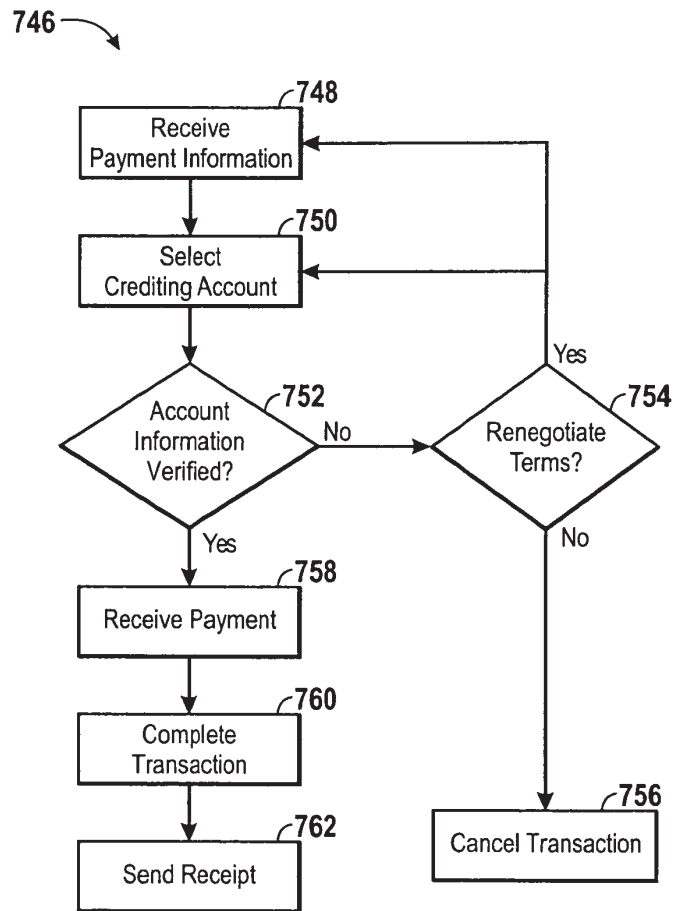 746
748
Receive
Payment Information
750
Select
Crediting Account
Yes
752
Account
Information
Verified?
No
754
Renegotiate
Terms?
Yes
No
758
Receive Payment
760
Complete
Transaction
756
Cancel Transaction
762
Send Receipt